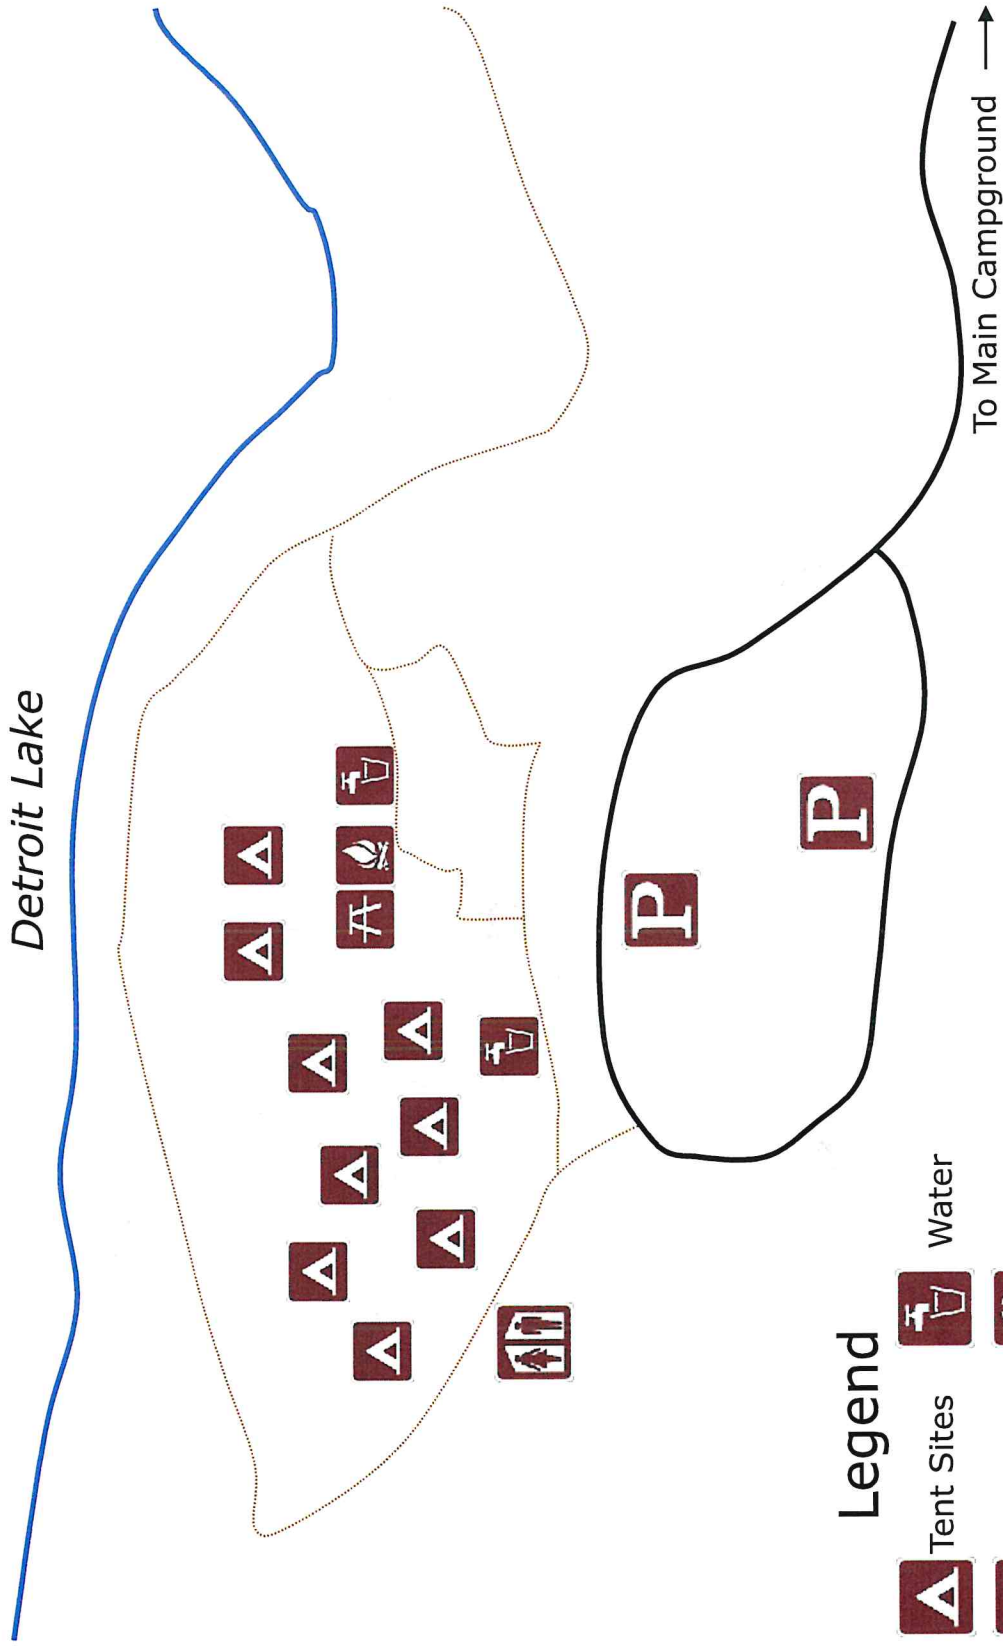 Detroit Lake
P
P
To Main Campground
Legend
Tent Sites
Water